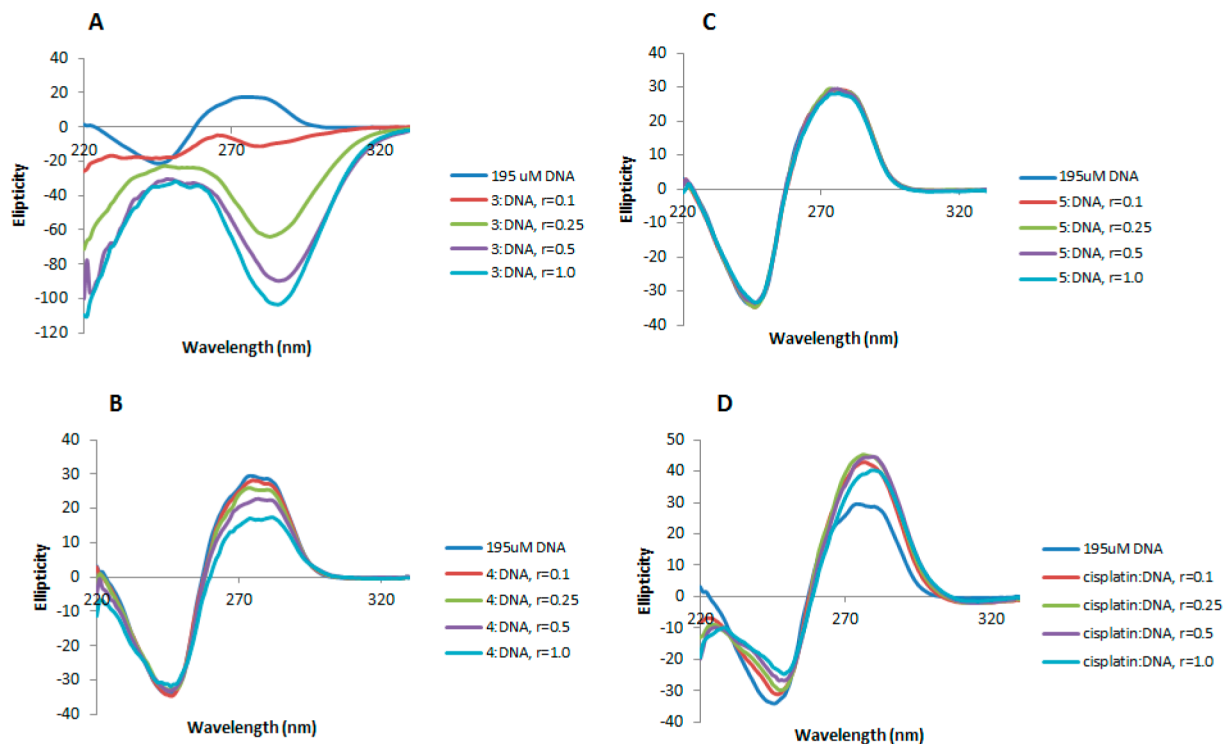 A
40
20
0
-20
-40
-60
-80
-100
-120
220
270
320
Elipticity
Wavelength (nm)
195 uM DNA
3:DNA, r=0.1
3:DNA, r=0.25
3:DNA, r=0.5
3:DNA, r=1.0
C
40
30
20
10
0
-10
-20
-30
-40
220
270
320
Elipticity
Wavelength (nm)
195uM DNA
5:DNA, r=0.1
5:DNA, r=0.25
5:DNA, r=0.5
5:DNA, r=1.0
B
40
30
20
10
0
-10
-20
-30
-40
220
270
320
Ellipticity
Wavelength (nm)
195uM DNA
4:DNA, r=0.1
4:DNA, r=0.25
4:DNA, r=0.5
4:DNA, r=1.0
D
50
40
30
20
10
0
-10
-20
-30
-40
220
270
320
Ellipticity
Wavelength (nm)
195uM DNA
cisplatin:DNA, r=0.1
cisplatin:DNA, r=0.25
cisplatin:DNA, r=0.5
cisplatin:DNA, r=1.0